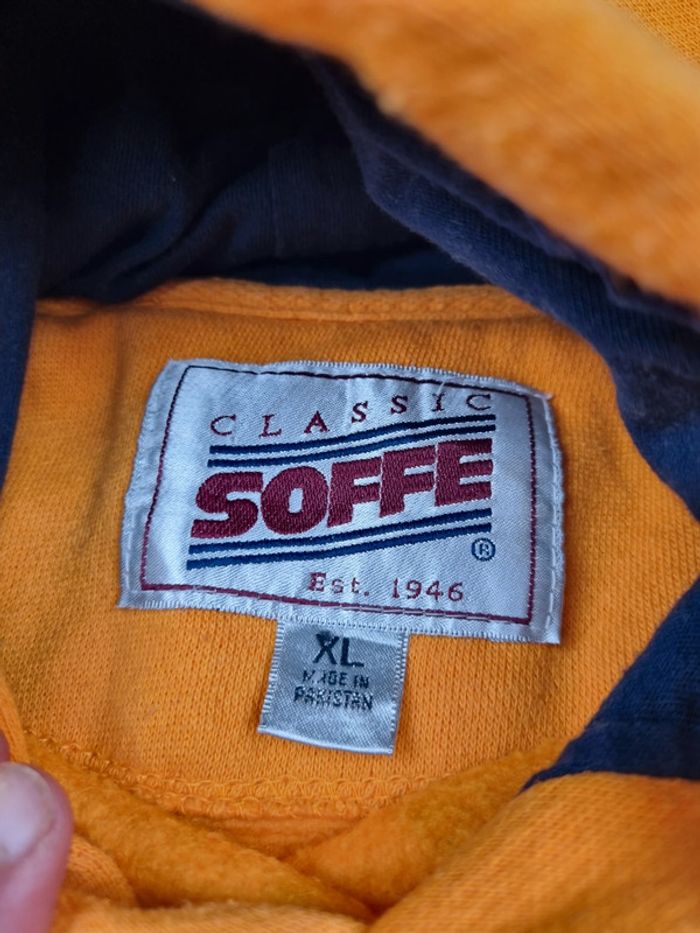 CLASSIC
SOFFE
®
Est. 1946
XL
MADE IN
PAKISTAN